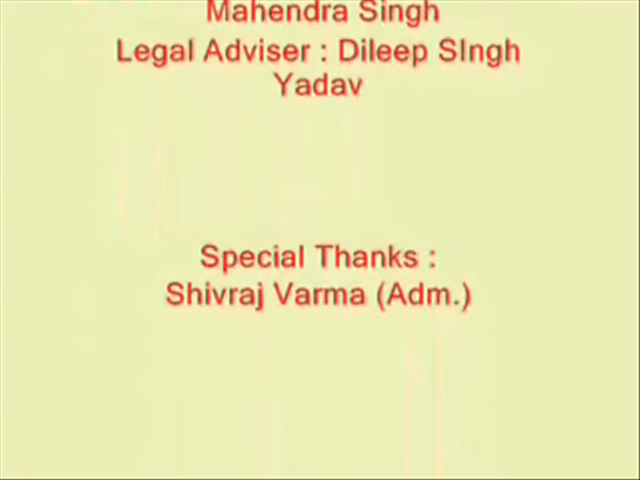 Mahendra Singh
Legal Adviser : Dileep SIngh
Yadav
Special Thanks :
Shivraj Varma (Adm.)